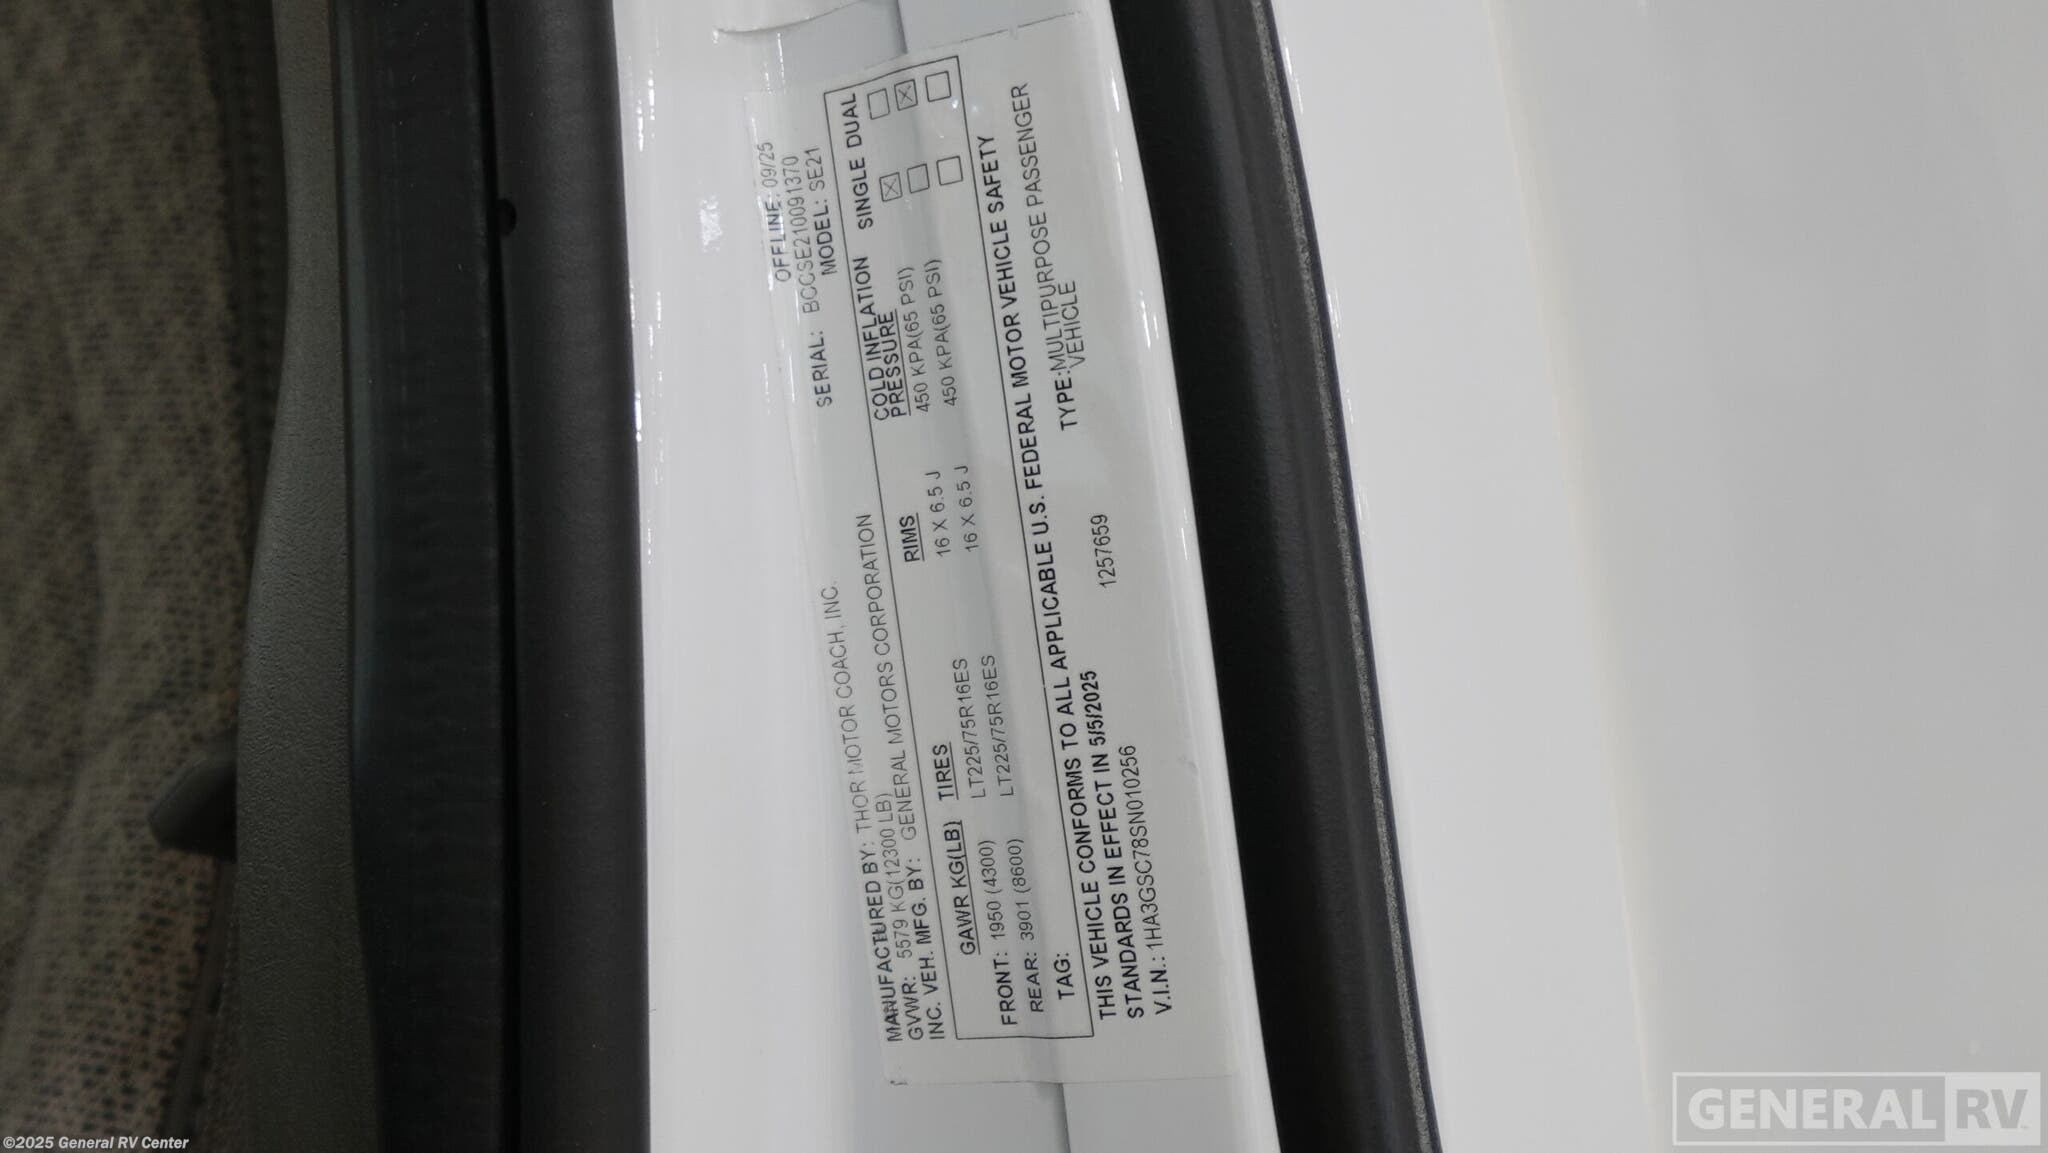 OFFLINE: 09/25
SERIAL: BCCSE210091370
MODEL: SE21
MANUFACTURED BY: THOR MOTOR COACH, INC.
GVWR: 5579 KG(12300 LB)
INC. VEH. MFG. BY: GENERAL MOTORS CORPORATION
GAWR KG(LB) TIRES RIMS COLD INFLATION PRESSURE SINGLE DUAL
FRONT: 1950 (4300) LT225/75R16ES 16 X 6.5 J 450 KPA(65 PSI) ☒ ☐
REAR: 3901 (8600) LT225/75R16ES 16 X 6.5 J 450 KPA(65 PSI) ☐ ☒
TAG: ☐ ☐
THIS VEHICLE CONFORMS TO ALL APPLICABLE U.S. FEDERAL MOTOR VEHICLE SAFETY
STANDARDS IN EFFECT IN 5/5/2025
V.I.N.: 1HA3GSC78SN010256 1257659 TYPE:MULTIPURPOSE PASSENGER
VEHICLE
GENERAL RV
©2025 General RV Center